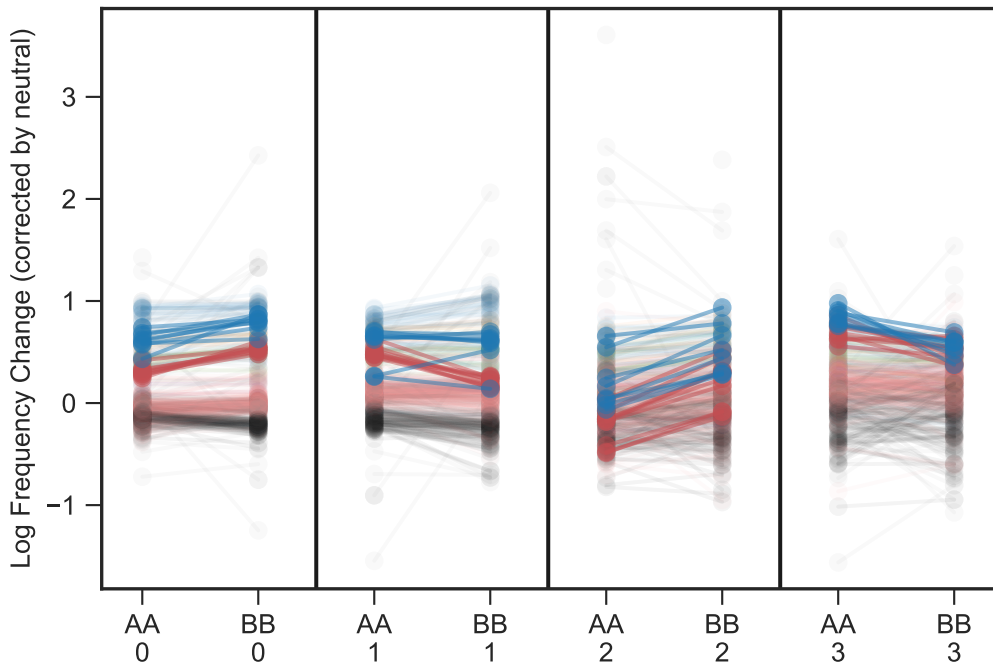 Log Frequency Change (corrected by neutral)
3
2
1
0
−1
AA BB AA BB AA BB AA BB
0 0 1 1 2 2 3 3